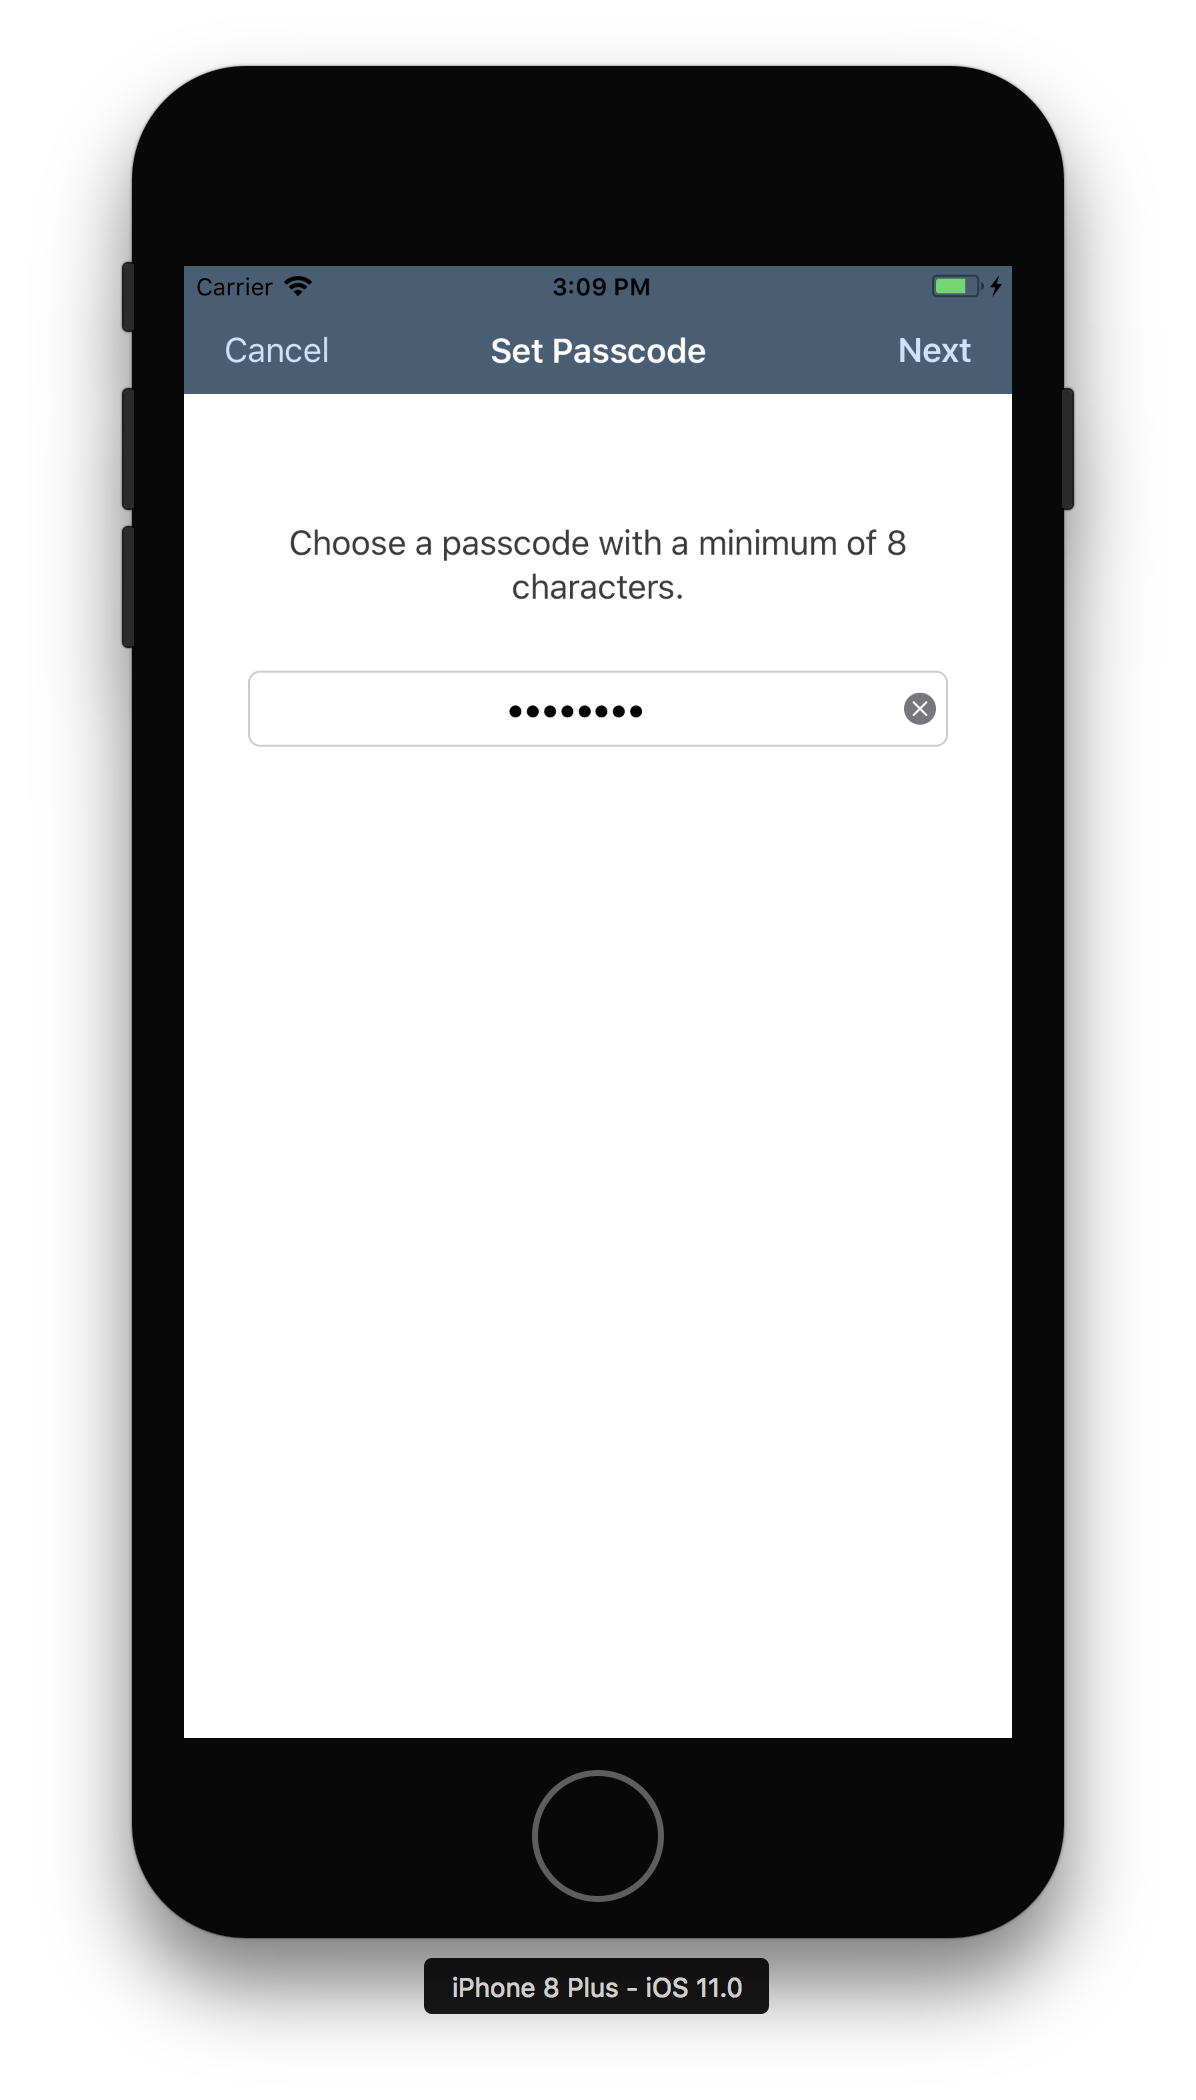 Carrier 3:09 PM
Cancel Set Passcode Next
Choose a passcode with a minimum of 8
characters.
••••••••
iPhone 8 Plus - iOS 11.0